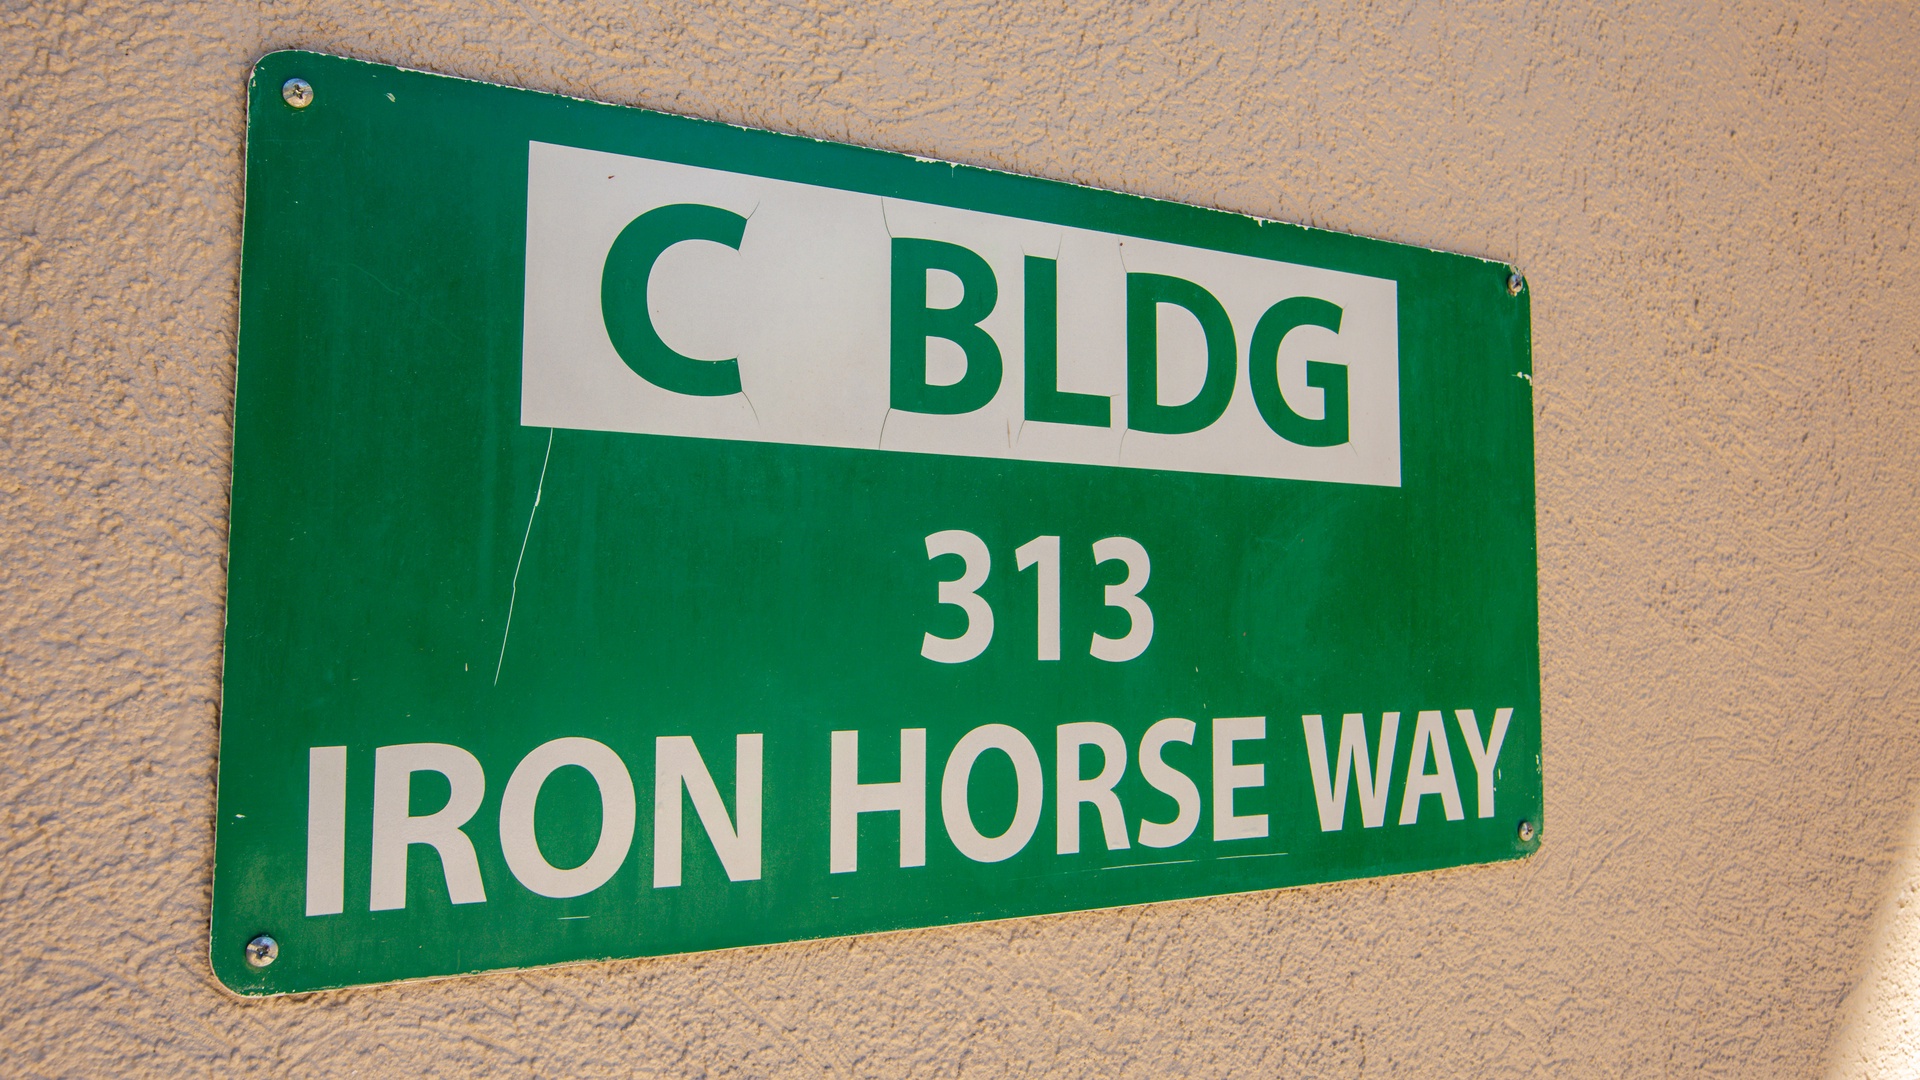 C BLDG
313
IRON HORSE WAY